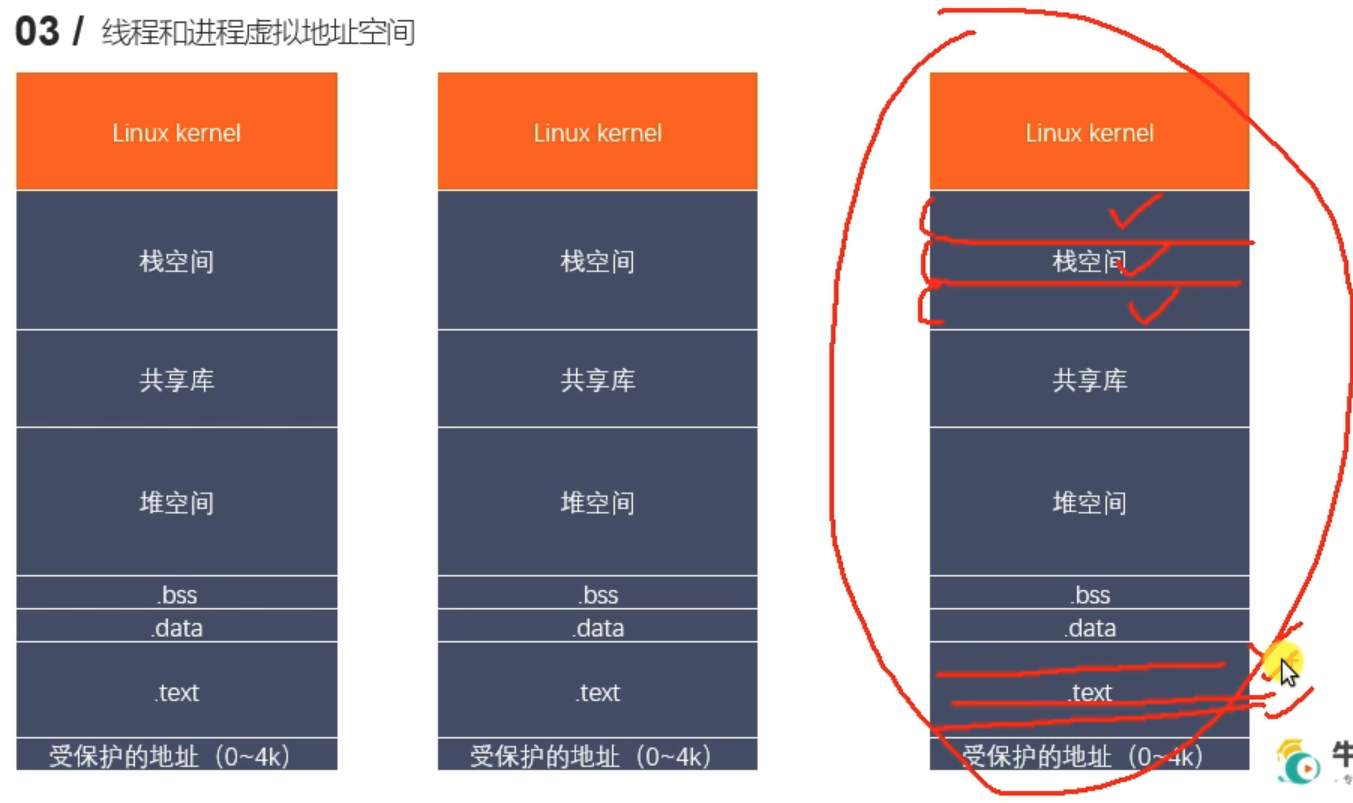 03 / 线程和进程虚拟地址空间
Linux kernel
栈空间
共享库
堆空间
.bss
.data
.text
受保护的地址（0~4k）
Linux kernel
栈空间
共享库
堆空间
.bss
.data
.text
受保护的地址（0~4k）
Linux kernel
栈空间
共享库
堆空间
.bss
.data
.text
受保护的地址（0~4k）
牛